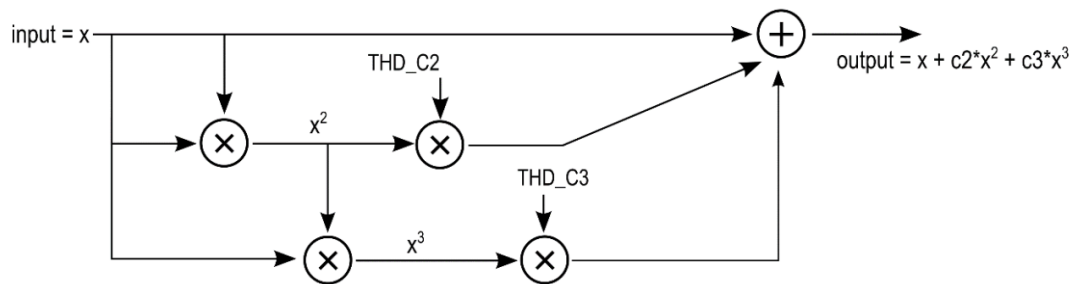 input = x
THD_C2
output = x + c2*x² + c3*x³
x²
THD_C3
x³